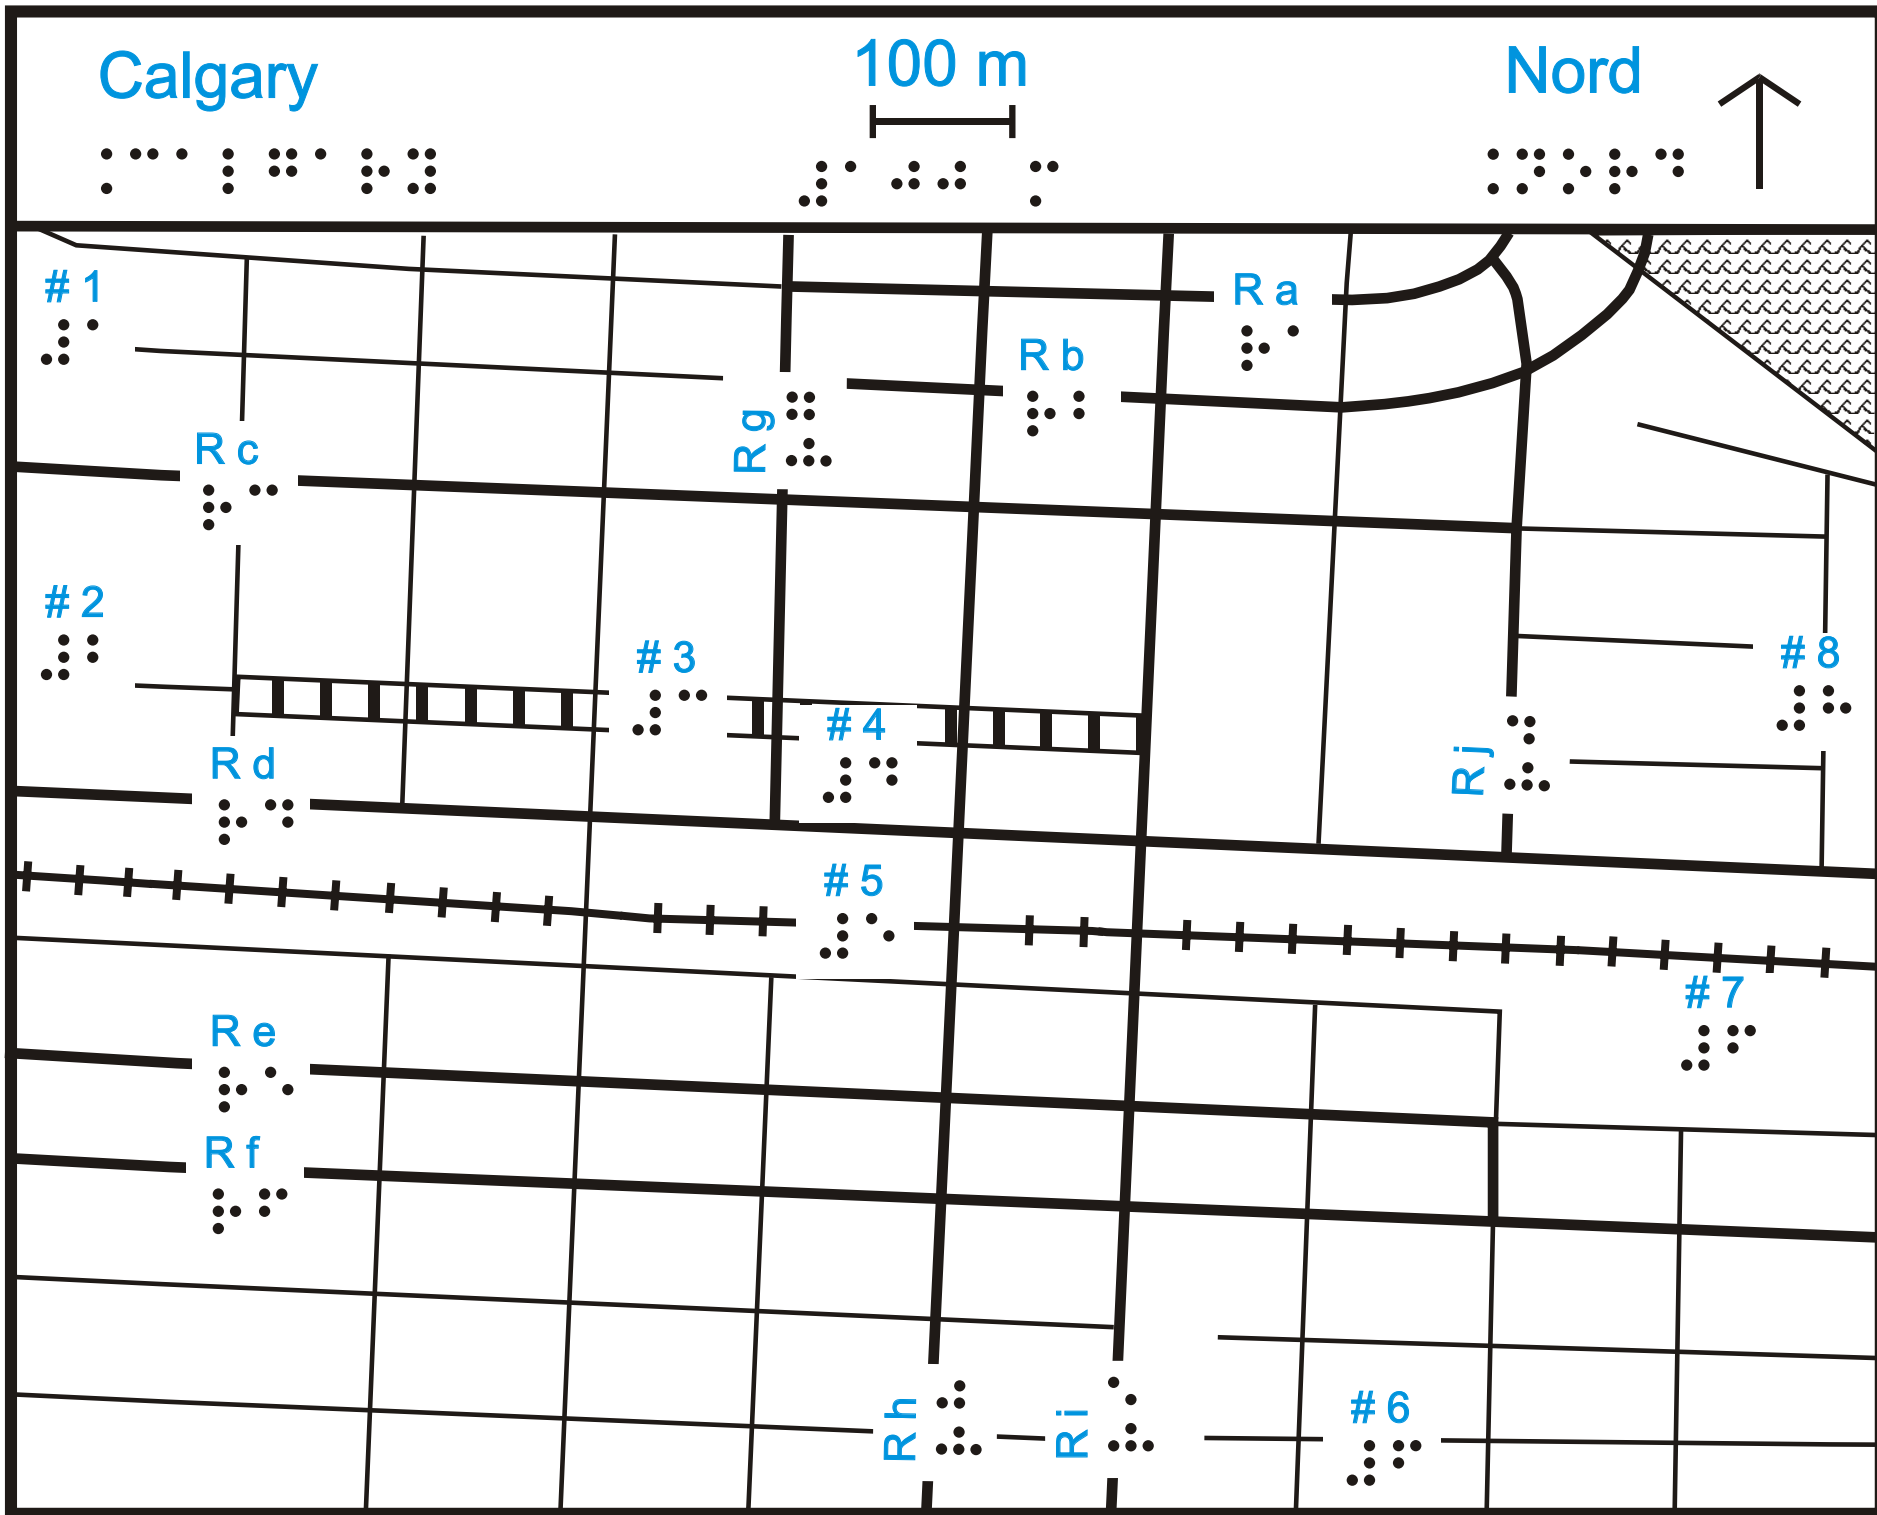 Calgary
⠨⠉⠁⠇⠛⠁⠗⠽
100 m
⠼⠁⠚⠚ ⠍
Nord
⠨⠝⠕⠗⠙
# 1
⠼⠁
R a
⠗⠁
R b
⠗⠃
R g
⠗⠛
R c
⠗⠉
# 2
⠼⠃
# 3
⠼⠉
# 8
⠼⠓
# 4
⠼⠙
R j
⠗⠚
R d
⠗⠙
# 5
⠼⠑
# 7
⠼⠛
R e
⠗⠑
R f
⠗⠋
R h
⠗⠓
R i
⠗⠊
# 6
⠼⠋